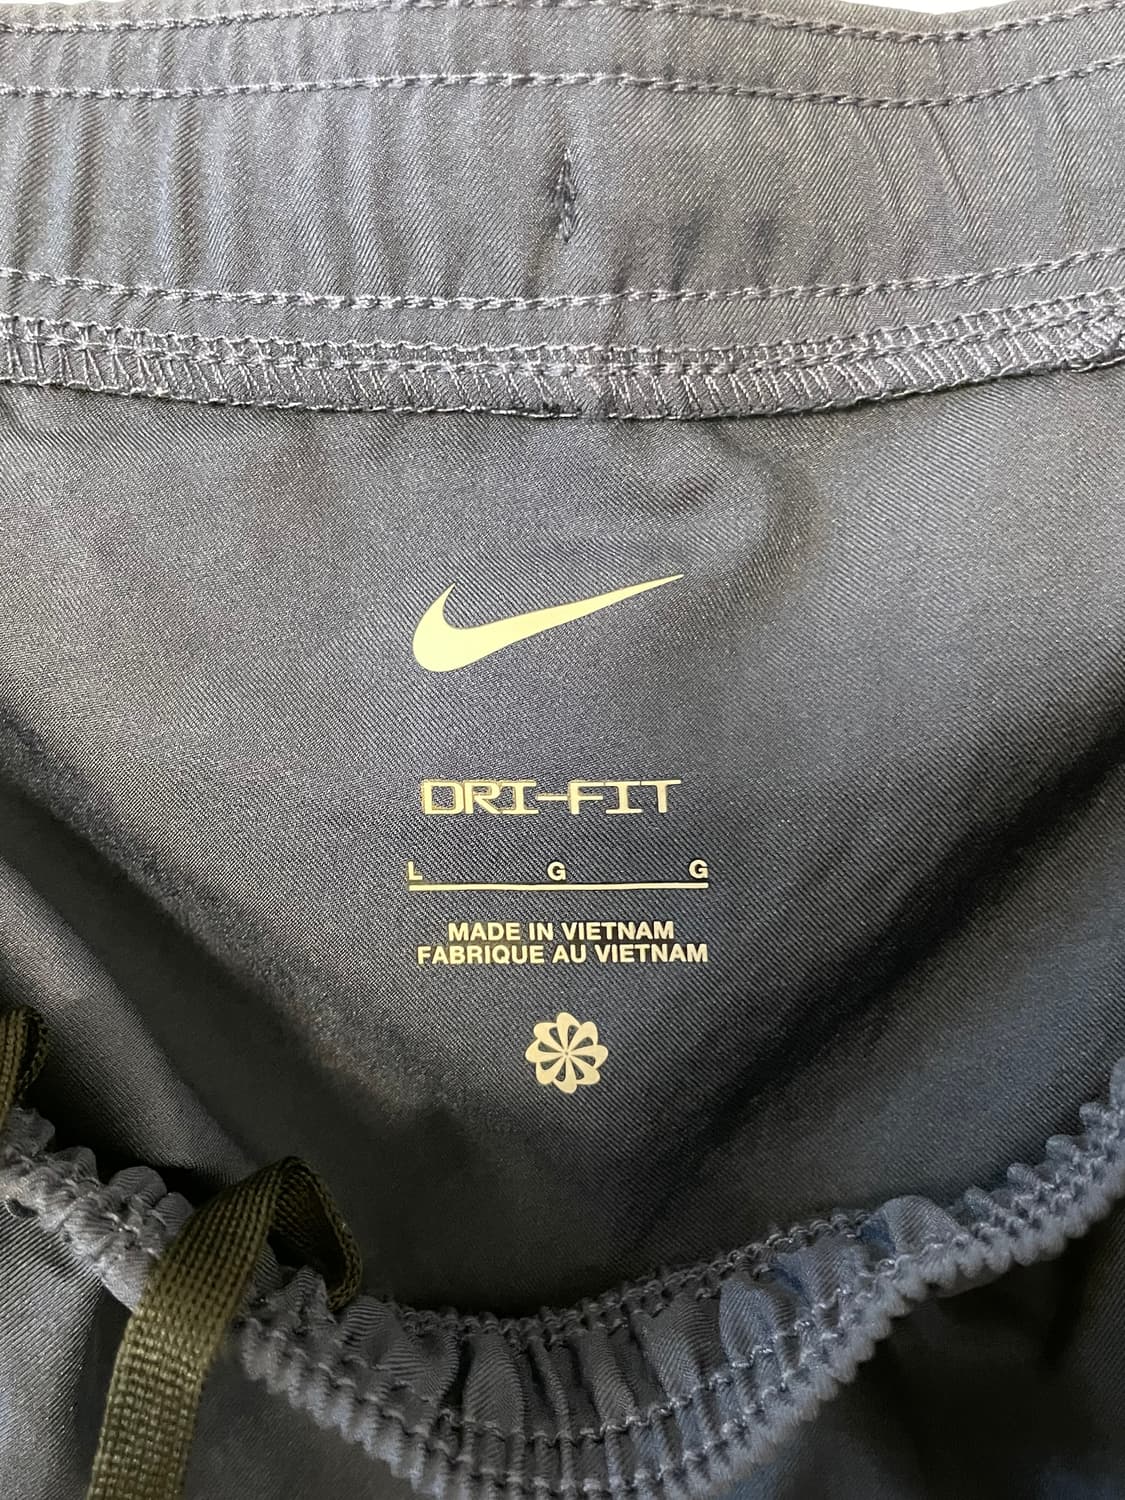 DRI-FIT
L G G
MADE IN VIETNAM
FABRIQUE AU VIETNAM